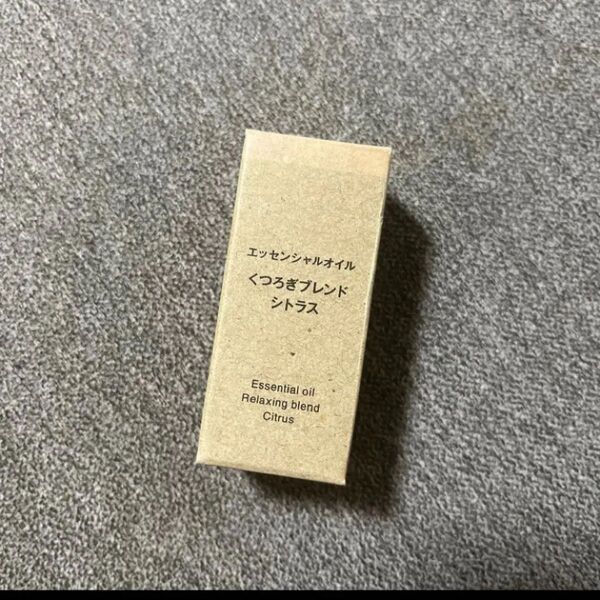 エッセンシャルオイル
くつろぎブレンド
シトラス
Essential oil
Relaxing blend
Citrus